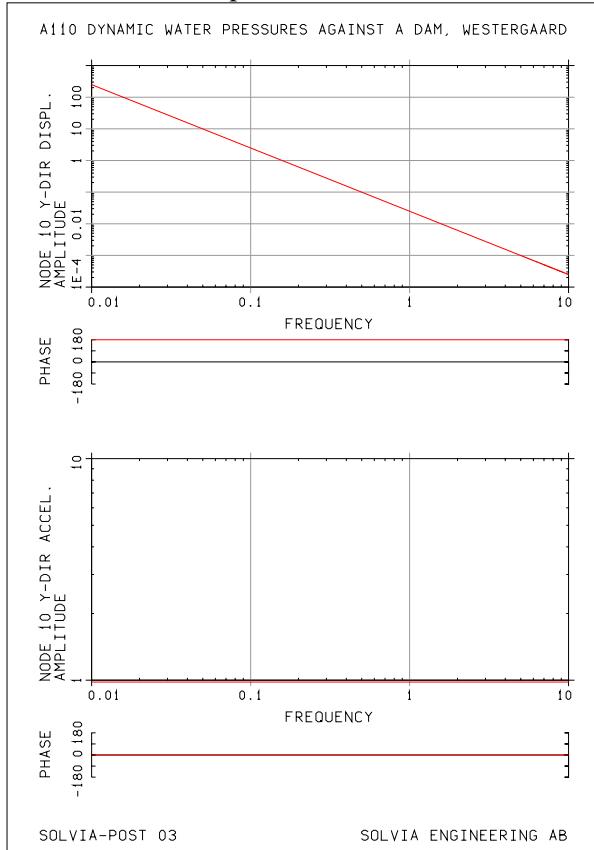 A110 DYNAMIC WATER PRESSURES AGAINST A DAM, WESTERGAARD
NODE 10 Y-DIR DISPL.
AMPLITUDE
100
10
1
0.01
1E-4
0.01 0.1 1 10
FREQUENCY
PHASE
-180 0 180
NODE 10 Y-DIR ACCEL.
AMPLITUDE
10
1
0.01 0.1 1 10
FREQUENCY
PHASE
-180 0 180
SOLVIA-POST 03 SOLVIA ENGINEERING AB